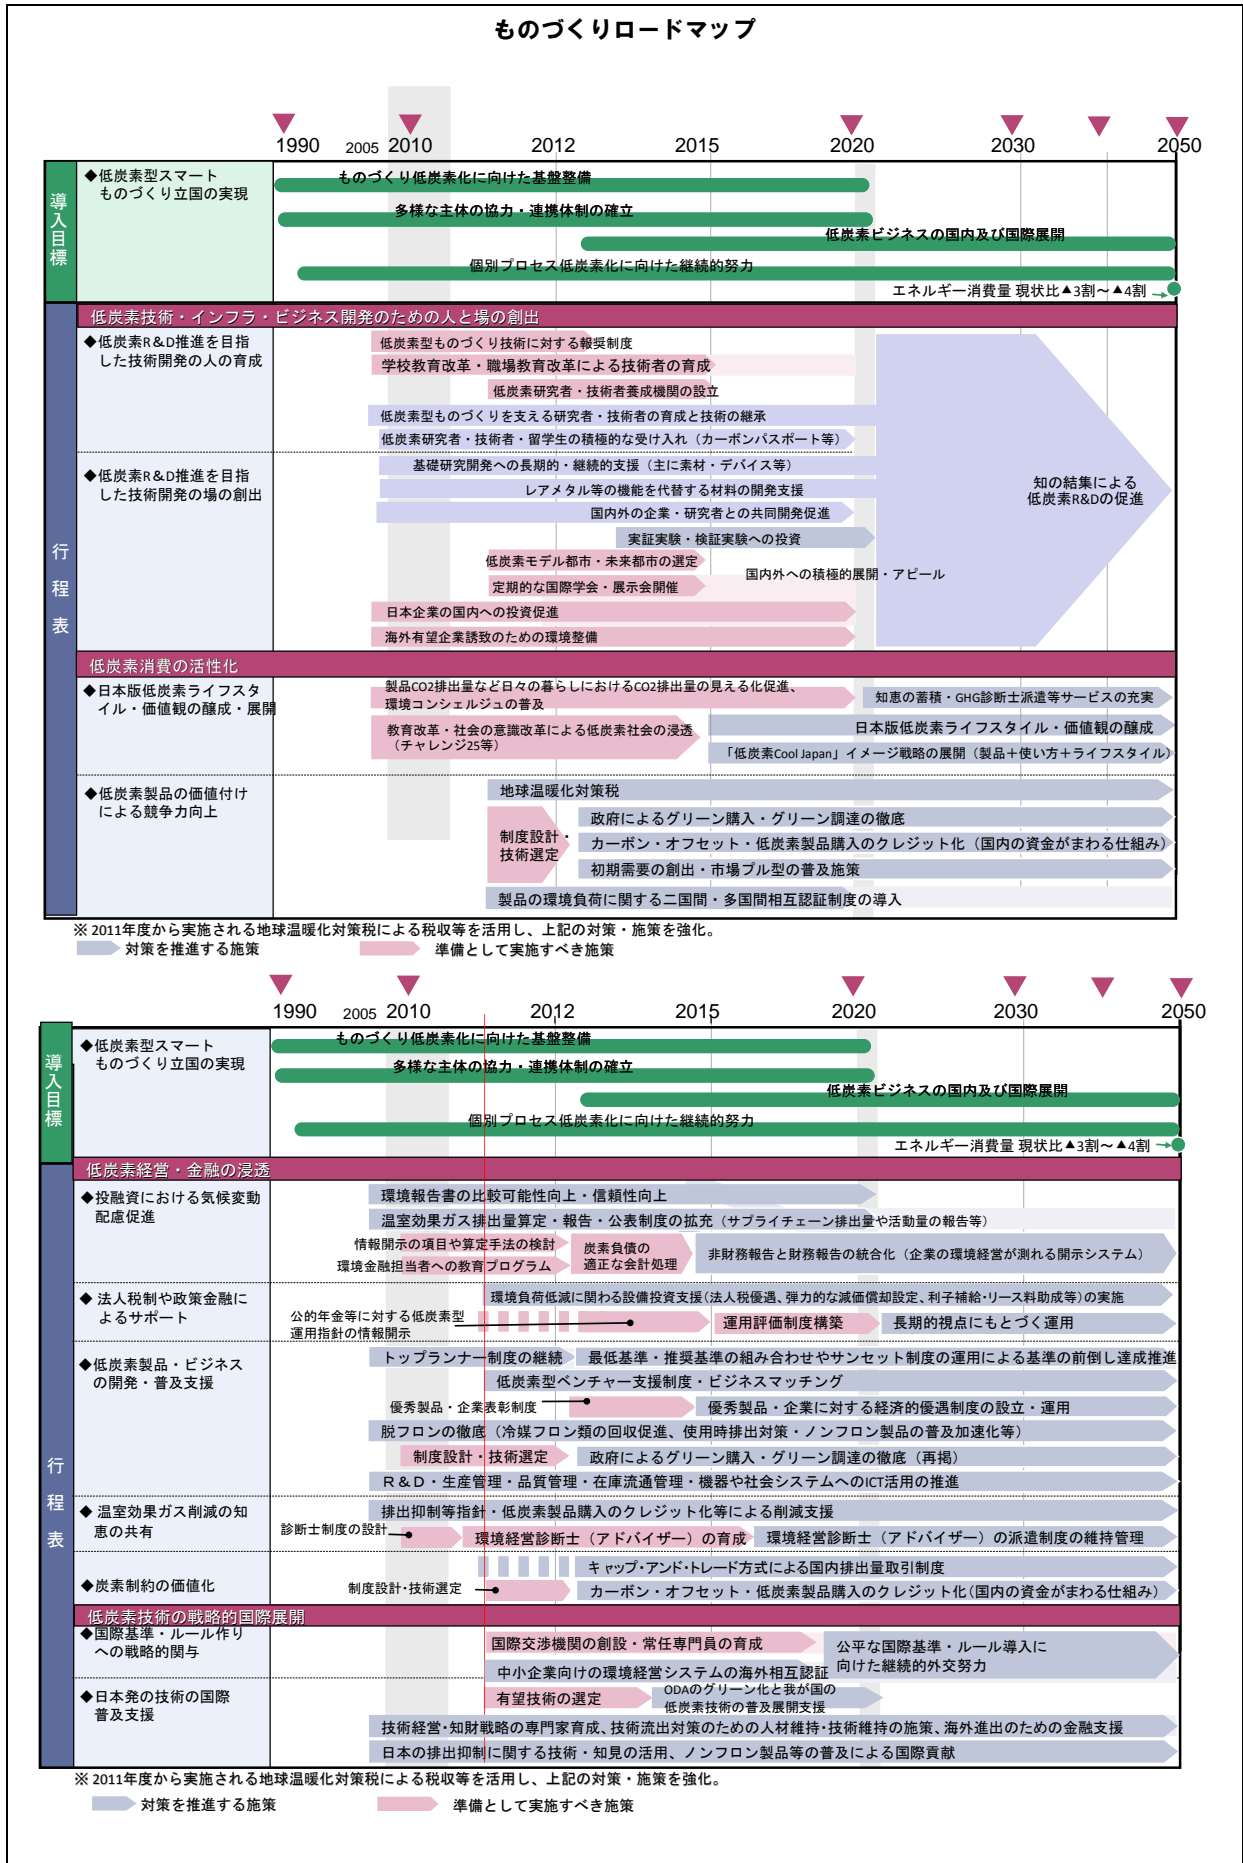 ものづくりロードマップ
1990 2005 2010 2012 2015 2020 2030 2050
導入目標
◆低炭素型スマート
ものづくり立国の実現
ものづくり低炭素化に向けた基盤整備
多様な主体の協力・連携体制の確立
低炭素ビジネスの国内及び国際展開
個別プロセス低炭素化に向けた継続的努力
エネルギー消費量 現状比▲3割～▲4割
行程表
低炭素技術・インフラ・ビジネス開発のための人と場の創出
◆低炭素R&D推進を目指
した技術開発の人の育成
低炭素型ものづくり技術に対する報奨制度
学校教育改革・職場教育改革による技術者の育成
低炭素研究者・技術者養成機関の設立
低炭素型ものづくりを支える研究者・技術者の育成と技術の継承
低炭素研究者・技術者・留学生の積極的な受け入れ（カーボンパスポート等）
◆低炭素R&D推進を目指
した技術開発の場の創出
基礎研究開発への長期的・継続的支援（主に素材・デバイス等）
レアメタル等の機能を代替する材料の開発支援
国内外の企業・研究者との共同開発促進
実証実験・検証実験への投資
低炭素モデル都市・未来都市の選定
国内外への積極的展開・アピール
定期的な国際学会・展示会開催
日本企業の国内への投資促進
海外有望企業誘致のための環境整備
知の結集による
低炭素R&Dの促進
低炭素消費の活性化
◆日本版低炭素ライフスタ
イル・価値観の醸成・展開
製品CO2排出量など日々の暮らしにおけるCO2排出量の見える化促進、
環境コンシェルジュの普及
知恵の蓄積・GHG診断士派遣等サービスの充実
教育改革・社会の意識改革による低炭素社会の浸透
（チャレンジ25等）
日本版低炭素ライフスタイル・価値観の醸成
「低炭素Cool Japan」イメージ戦略の展開（製品＋使い方＋ライフスタイル）
◆低炭素製品の価値付け
による競争力向上
地球温暖化対策税
制度設計・
技術選定
政府によるグリーン購入・グリーン調達の徹底
カーボン・オフセット・低炭素製品購入のクレジット化（国内の資金がまわる仕組み）
初期需要の創出・市場プル型の普及施策
製品の環境負荷に関する二国間・多国間相互認証制度の導入
※ 2011年度から実施される地球温暖化対策税による税収等を活用し、上記の対策・施策を強化。
対策を推進する施策 準備として実施すべき施策
1990 2005 2010 2012 2015 2020 2030 2050
導入目標
◆低炭素型スマート
ものづくり立国の実現
ものづくり低炭素化に向けた基盤整備
多様な主体の協力・連携体制の確立
低炭素ビジネスの国内及び国際展開
個別プロセス低炭素化に向けた継続的努力
エネルギー消費量 現状比▲3割～▲4割
行程表
低炭素経営・金融の浸透
◆投融資における気候変動
配慮促進
環境報告書の比較可能性向上・信頼性向上
温室効果ガス排出量算定・報告・公表制度の拡充（サプライチェーン排出量や活動量の報告等）
情報開示の項目や算定手法の検討
環境金融担当者への教育プログラム
炭素負債の
適正な会計処理
非財務報告と財務報告の統合化（企業の環境経営が測れる開示システム）
◆ 法人税制や政策金融に
よるサポート
環境負荷低減に関わる設備投資支援（法人税優遇、弾力的な減価償却設定、利子補給・リース料助成等）の実施
公的年金等に対する低炭素型
運用指針の情報開示
運用評価制度構築
長期的視点にもとづく運用
◆低炭素製品・ビジネス
の開発・普及支援
トップランナー制度の継続
最低基準・推奨基準の組み合わせやサンセット制度の運用による基準の前倒し達成推進
低炭素型ベンチャー支援制度・ビジネスマッチング
優秀製品・企業表彰制度
優秀製品・企業に対する経済的優遇制度の設立・運用
脱フロンの徹底（冷媒フロン類の回収促進、使用時排出対策・ノンフロン製品の普及加速化等）
制度設計・技術選定
政府によるグリーン購入・グリーン調達の徹底（再掲）
R＆D・生産管理・品質管理・在庫流通管理・機器や社会システムへのICT活用の推進
◆ 温室効果ガス削減の知
恵の共有
排出抑制等指針・低炭素製品購入のクレジット化等による削減支援
診断士制度の設計
環境経営診断士（アドバイザー）の育成
環境経営診断士（アドバイザー）の派遣制度の維持管理
◆炭素制約の価値化
キャップ・アンド・トレード方式による国内排出量取引制度
制度設計・技術選定
カーボン・オフセット・低炭素製品購入のクレジット化（国内の資金がまわる仕組み）
低炭素技術の戦略的国際展開
◆国際基準・ルール作り
への戦略的関与
国際交渉機関の創設・常任専門員の育成
公平な国際基準・ルール導入に
向けた継続的外交努力
中小企業向けの環境経営システムの海外相互認証
◆日本発の技術の国際
普及支援
有望技術の選定
ODAのグリーン化と我が国の
低炭素技術の普及展開支援
技術経営・知財戦略の専門家育成、技術流出対策のための人材維持・技術維持の施策、海外進出のための金融支援
日本の排出抑制に関する技術・知見の活用、ノンフロン製品等の普及による国際貢献
※ 2011年度から実施される地球温暖化対策税による税収等を活用し、上記の対策・施策を強化。
対策を推進する施策 準備として実施すべき施策